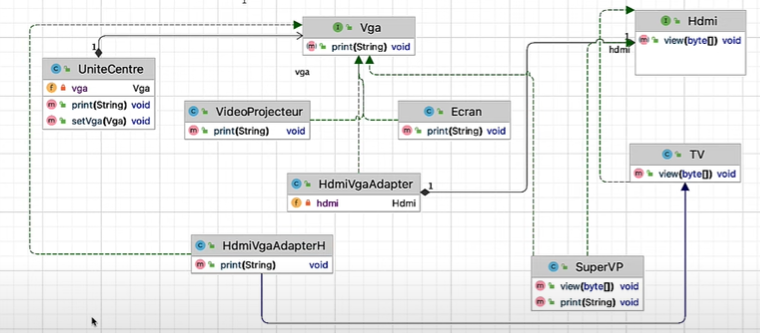 Vga
print(String) void
1
vga
UniteCentre
vga Vga
print(String) void
setVga(Vga) void
Hdmi
view(byte[]) void
1
hdmi
VideoProjecteur
print(String) void
Ecran
print(String) void
TV
view(byte[]) void
HdmiVgaAdapter
hdmi Hdmi
1
HdmiVgaAdapterH
print(String) void
SuperVP
view(byte[]) void
print(String) void